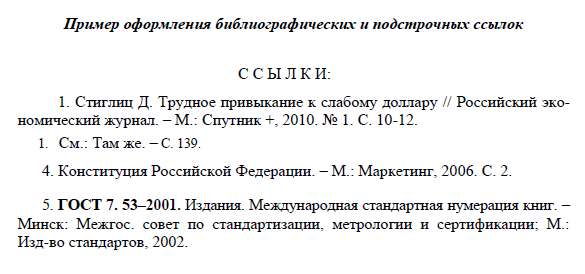 Пример оформления библиографических и подстрочных ссылок
С С Ы Л К И:
1. Стиглиц Д. Трудное привыкание к слабому доллару // Российский эко-
номический журнал. – М.: Спутник +, 2010. № 1. С. 10-12.
1. См.: Там же. – С. 139.
4. Конституция Российской Федерации. – М.: Маркетинг, 2006. С. 2.
5. ГОСТ 7. 53–2001. Издания. Международная стандартная нумерация книг. –
Минск: Межгос. совет по стандартизации, метрологии и сертификации; М.:
Изд-во стандартов, 2002.